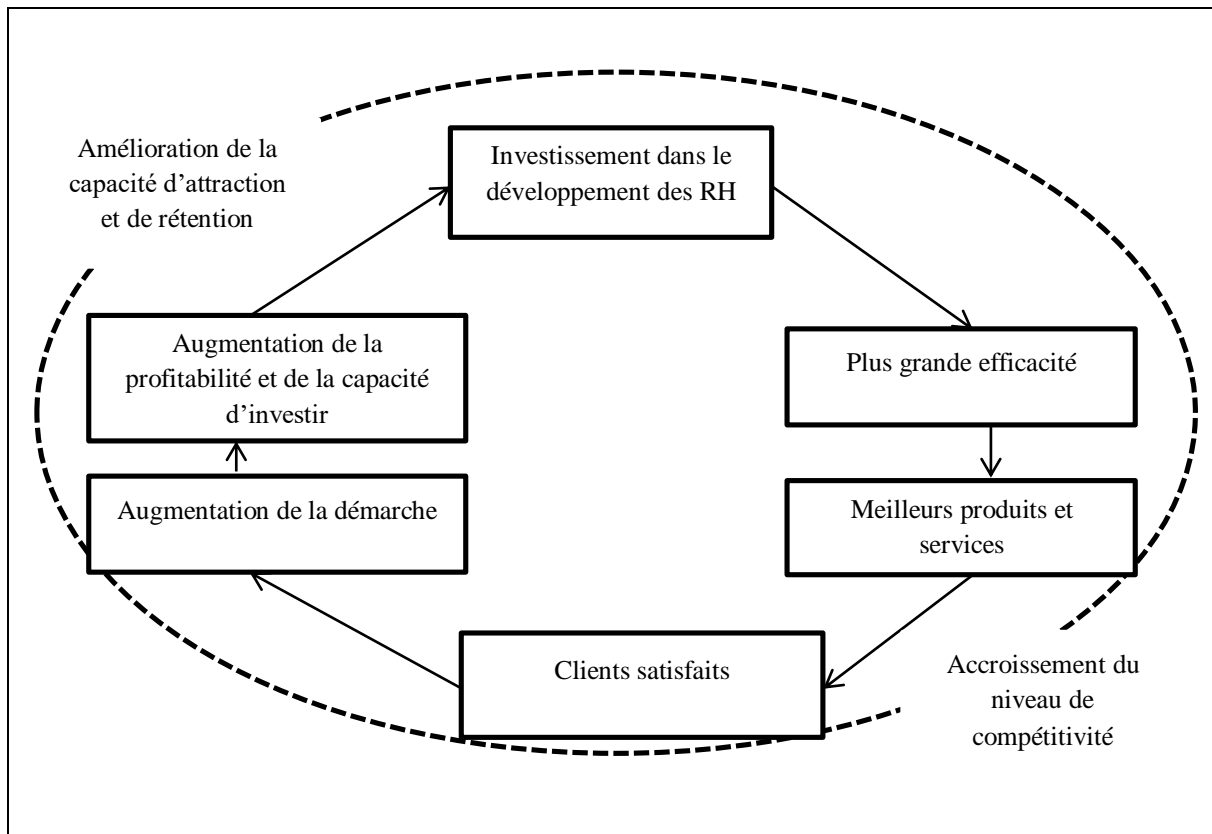 Amélioration de la
capacité d’attraction
et de rétention
Investissement dans le
développement des RH
Augmentation de la
profitabilité et de la capacité
d’investir
Plus grande efficacité
Augmentation de la démarche
Meilleurs produits et
services
Clients satisfaits
Accroissement du
niveau de
compétitivité